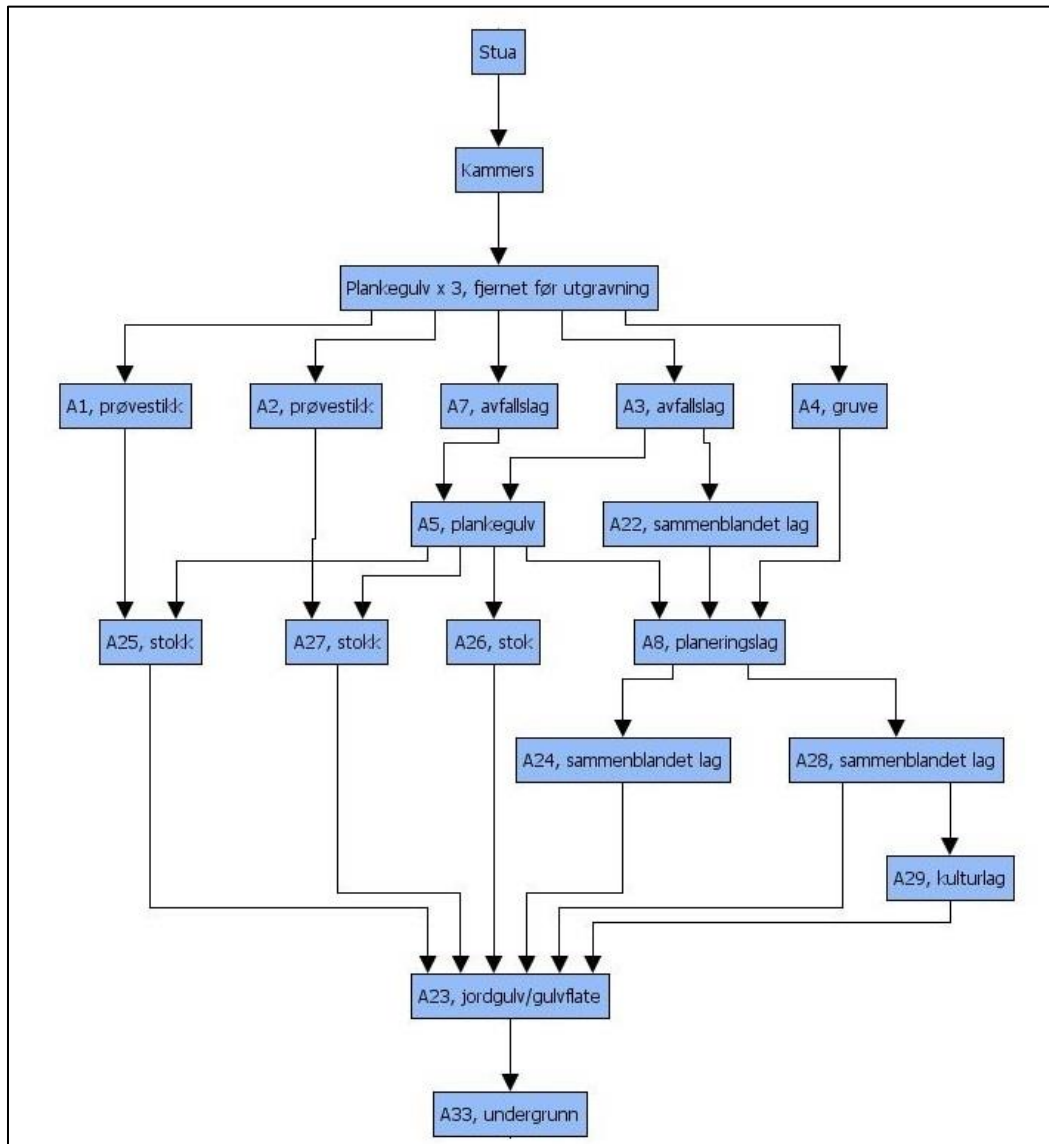 Stua
Kammers
Plankegulv x 3, fjernet før utgravning
A1, prøvestikk
A2, prøvestikk
A7, avfallslag
A3, avfallslag
A4, gruve
A5, plankegulv
A22, sammenblandet lag
A25, stokk
A27, stokk
A26, stok
A8, planeringslag
A24, sammenblandet lag
A28, sammenblandet lag
A29, kulturlag
A23, jordgulv/gulvflate
A33, undergrunn